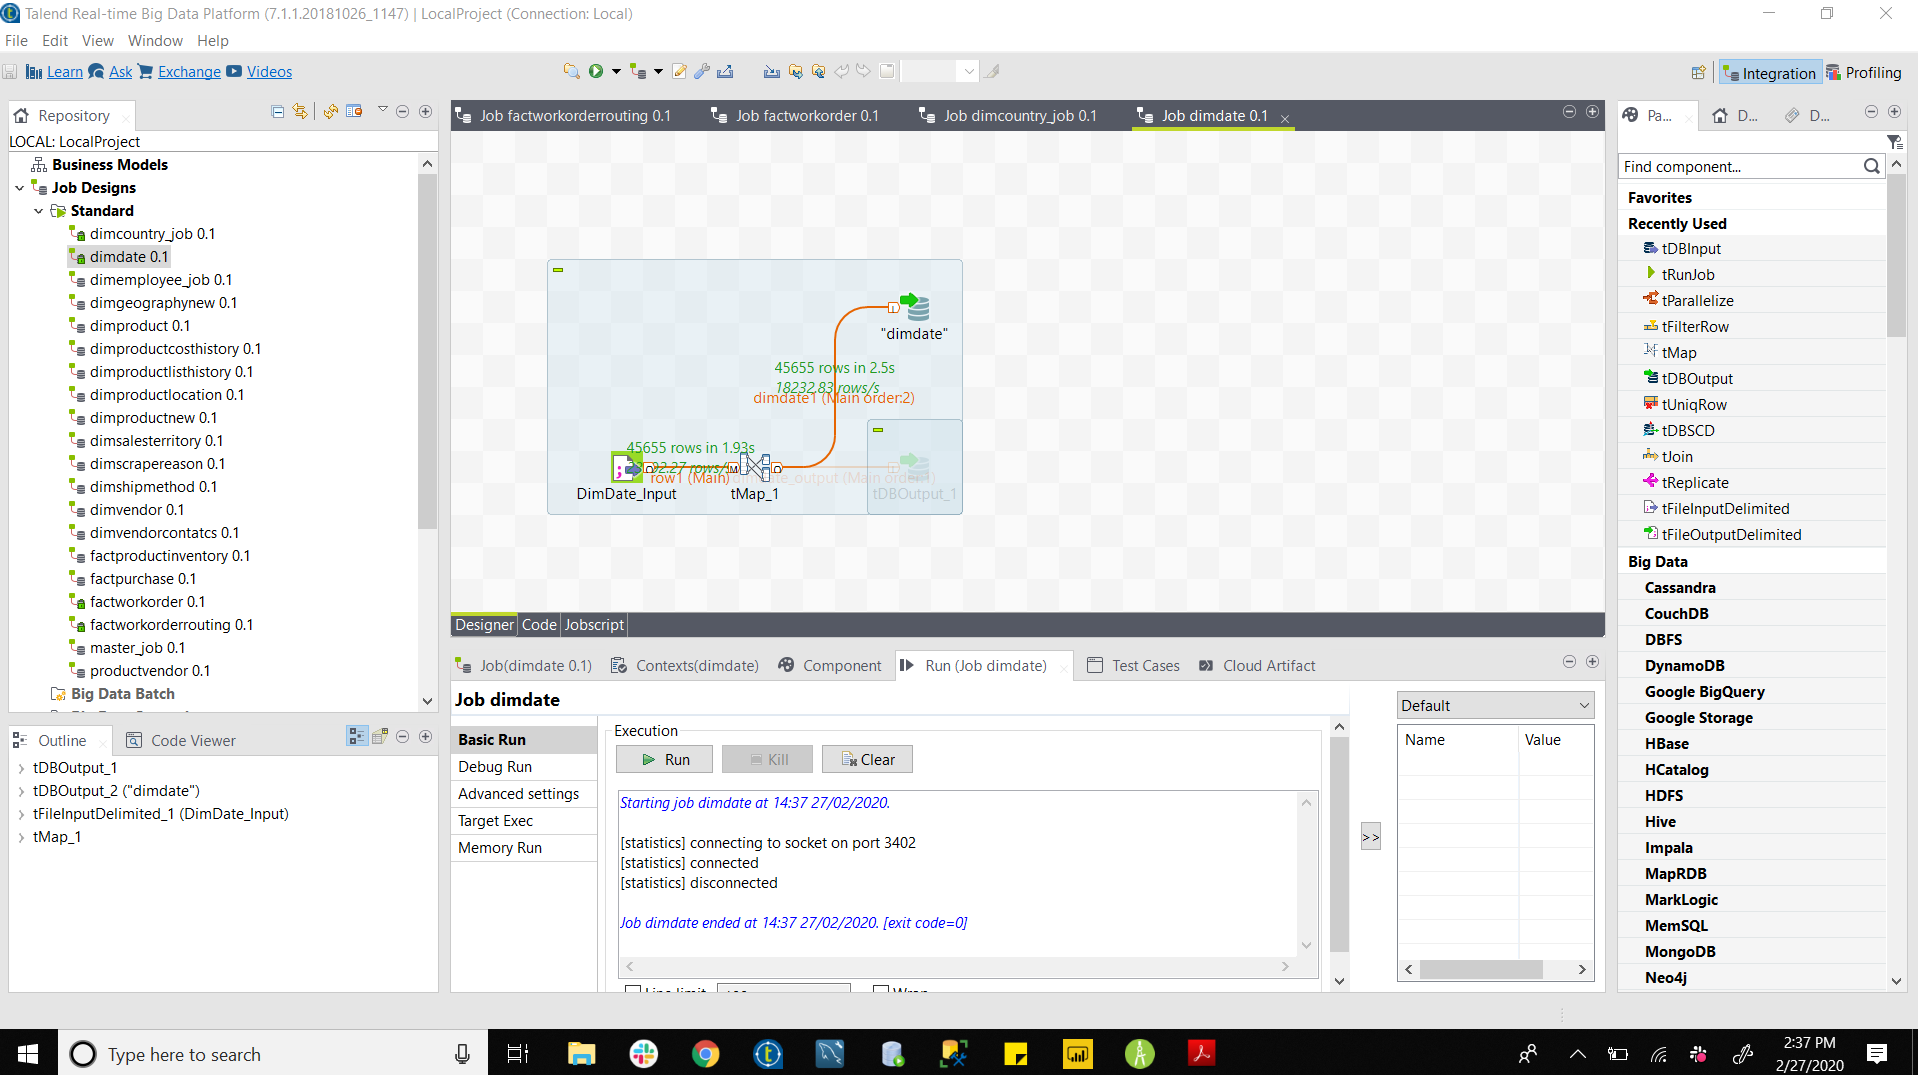 Talend Real-time Big Data Platform (7.1.1.20181026_1147) | LocalProject (Connection: Local)
File Edit View Window Help
Learn Ask Exchange Videos
Integration Profiling
Repository
LOCAL: LocalProject
Business Models
Job Designs
Standard
dimcountry_job 0.1
dimdate 0.1
dimemployee_job 0.1
dimgeographynew 0.1
dimproduct 0.1
dimproductcosthistory 0.1
dimproductlisthistory 0.1
dimproductlocation 0.1
dimproductnew 0.1
dimsalesterritory 0.1
dimscrapereason 0.1
dimshipmethod 0.1
dimvendor 0.1
dimvendorcontatcs 0.1
factproductinventory 0.1
factpurchase 0.1
factworkorder 0.1
factworkorderrouting 0.1
master_job 0.1
productvendor 0.1
Big Data Batch
Outline Code Viewer
tDBOutput_1
tDBOutput_2 ("dimdate")
tFileInputDelimited_1 (DimDate_Input)
tMap_1
Job factworkorderrouting 0.1 Job factworkorder 0.1 Job dimcountry_job 0.1 Job dimdate 0.1
"dimdate"
45655 rows in 2.5s
18232.83 rows/s
dimdate1 (Main order:2)
45655 rows in 1.93s
row1 (Main)
DimDate_Input tMap_1 tDBOutput_1
Designer Code Jobscript
Job(dimdate 0.1) Contexts(dimdate) Component Run (Job dimdate) Test Cases Cloud Artifact
Job dimdate
Basic Run
Debug Run
Advanced settings
Target Exec
Memory Run
Execution
Run Kill Clear
Starting job dimdate at 14:37 27/02/2020.
[statistics] connecting to socket on port 3402
[statistics] connected
[statistics] disconnected
Job dimdate ended at 14:37 27/02/2020. [exit code=0]
>>
Default
Name Value
Pa... D... D...
Find component...
Favorites
Recently Used
tDBInput
tRunJob
tParallelize
tFilterRow
tMap
tDBOutput
tUniqRow
tDBSCD
tJoin
tReplicate
tFileInputDelimited
tFileOutputDelimited
Big Data
Cassandra
CouchDB
DBFS
DynamoDB
Google BigQuery
Google Storage
HBase
HCatalog
HDFS
Hive
Impala
MapRDB
MarkLogic
MemSQL
MongoDB
Neo4j
Type here to search
2:37 PM
2/27/2020